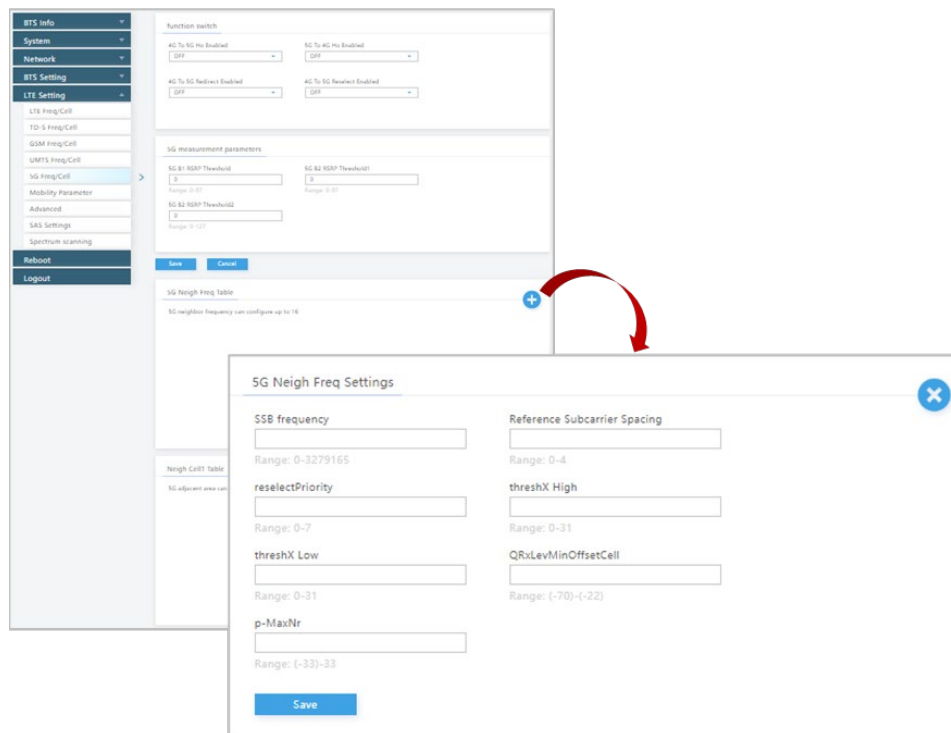 BTS Info
System
Network
BTS Setting
LTE Setting
LTE Freq/Cell
TD-S Freq/Cell
GSM Freq/Cell
UMTS Freq/Cell
5G Freq/Cell
Mobility Parameter
Advanced
SAS Settings
Spectrum scanning
Reboot
Logout
function switch
4G To 5G Ho Enabled 5G To 4G Ho Enabled
OFF OFF
4G To 5G Redirect Enabled 4G To 5G Reselect Enabled
OFF OFF
5G measurement parameters
5G B1 RSRP Threshold 5G B2 RSRP Threshold1
0 0
Range: 0-97 Range: 0-97
5G B2 RSRP Threshold2
0
Range: 0-127
Save Cancel
5G Neigh Freq Table
5G neighbor frequency can configure up to 16
Neigh Cell1 Table
5G adjacent area can
5G Neigh Freq Settings
SSB frequency Reference Subcarrier Spacing
Range: 0-3279165 Range: 0-4
reselectPriority threshX High
Range: 0-7 Range: 0-31
threshX Low QRxLevMinOffsetCell
Range: 0-31 Range: (-70)-(-22)
p-MaxNr
Range: (-33)-33
Save